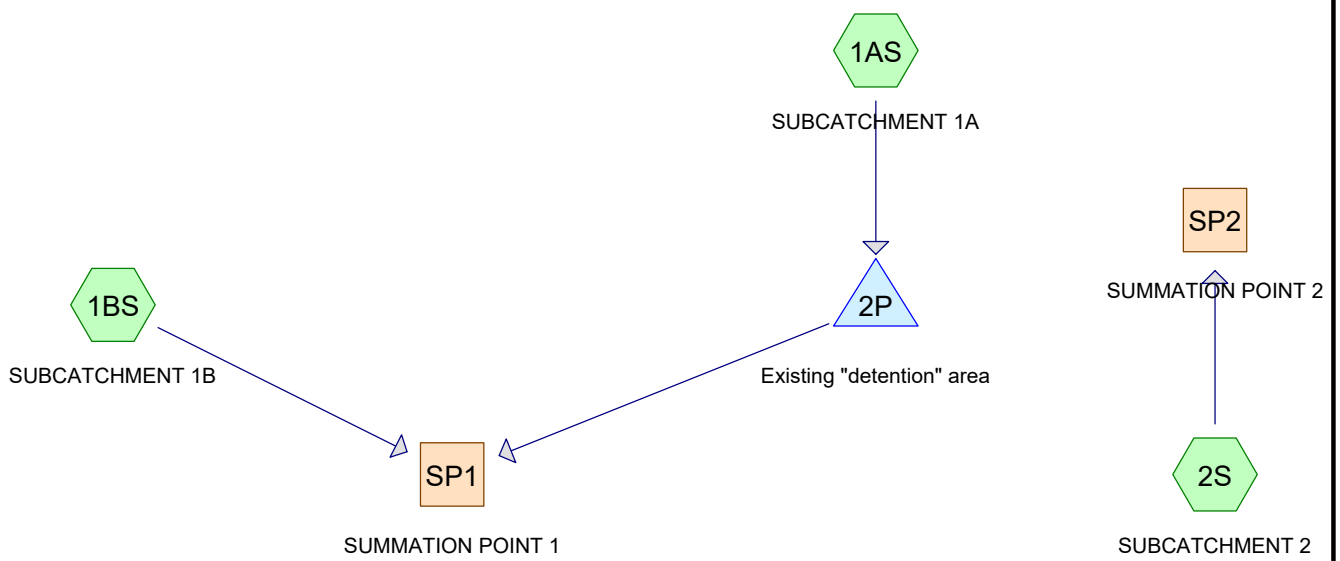 1AS
SUBCATCHMENT 1A
SP2
SUMMATION POINT 2
1BS
SUBCATCHMENT 1B
2P
Existing "detention" area
SP1
SUMMATION POINT 1
2S
SUBCATCHMENT 2